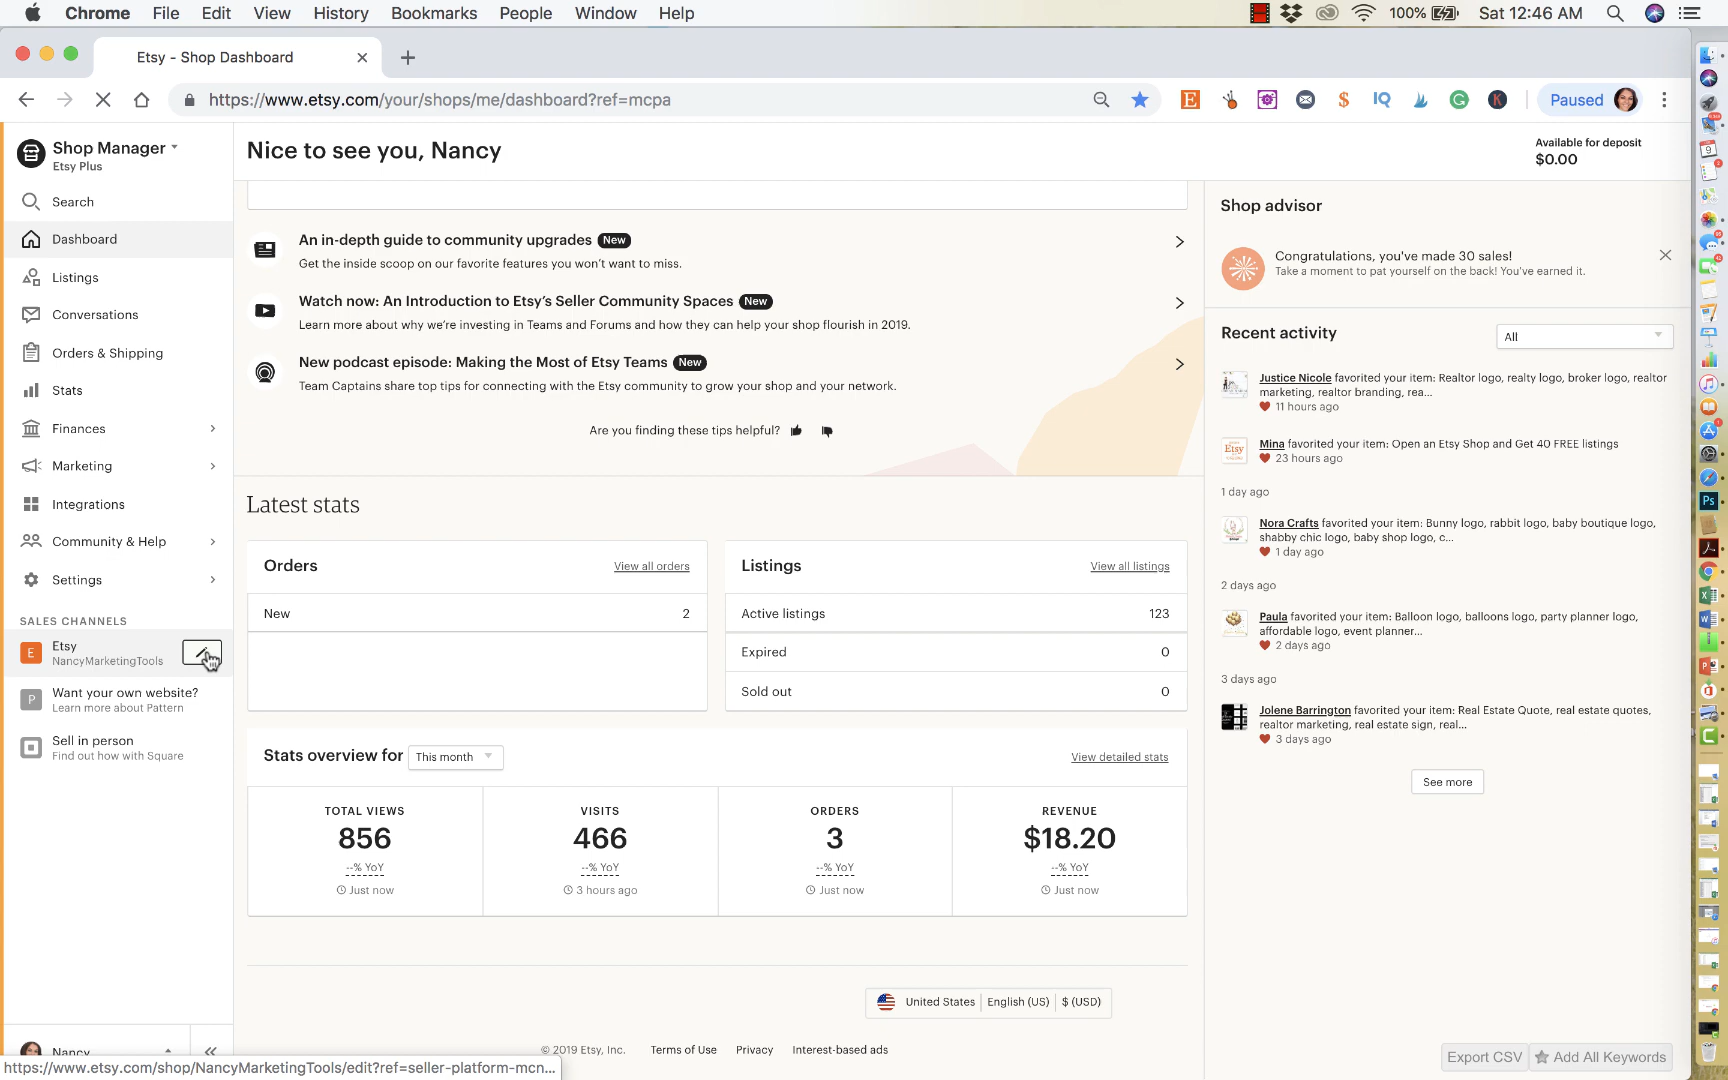 Chrome File Edit View History Bookmarks People Window Help
100% Sat 12:46 AM
Etsy - Shop Dashboard
https://www.etsy.com/your/shops/me/dashboard?ref=mcpa
Paused
Shop Manager
Etsy Plus
Search
Dashboard
Listings
Conversations
Orders & Shipping
Stats
Finances
Marketing
Integrations
Community & Help
Settings
SALES CHANNELS
E
Etsy
NancyMarketingTools
P
Want your own website?
Learn more about Pattern
Sell in person
Find out how with Square
Nancy
https://www.etsy.com/shop/NancyMarketingTools/edit?ref=seller-platform-mcn...
Nice to see you, Nancy
Available for deposit
$0.00
An in-depth guide to community upgrades New
Get the inside scoop on our favorite features you won't want to miss.
Watch now: An Introduction to Etsy's Seller Community Spaces New
Learn more about why we're investing in Teams and Forums and how they can help your shop flourish in 2019.
New podcast episode: Making the Most of Etsy Teams New
Team Captains share top tips for connecting with the Etsy community to grow your shop and your network.
Are you finding these tips helpful?
Latest stats
Orders View all orders
New 2
Listings View all listings
Active listings 123
Expired 0
Sold out 0
Stats overview for This month View detailed stats
TOTAL VIEWS
856
--% YoY
Just now
VISITS
466
--% YoY
3 hours ago
ORDERS
3
--% YoY
Just now
REVENUE
$18.20
--% YoY
Just now
United States English (US) $ (USD)
© 2019 Etsy, Inc. Terms of Use Privacy Interest-based ads
Shop advisor
Congratulations, you've made 30 sales!
Take a moment to pat yourself on the back! You've earned it.
Recent activity All
Justice Nicole favorited your item: Realtor logo, realty logo, broker logo, realtor
marketing, realtor branding, rea...
11 hours ago
Mina favorited your item: Open an Etsy Shop and Get 40 FREE listings
23 hours ago
1 day ago
Nora Crafts favorited your item: Bunny logo, rabbit logo, baby boutique logo,
shabby chic logo, baby shop logo, c...
1 day ago
2 days ago
Paula favorited your item: Balloon logo, balloons logo, party planner logo,
affordable logo, event planner...
2 days ago
3 days ago
Jolene Barrington favorited your item: Real Estate Quote, real estate quotes,
realtor marketing, real estate sign, real...
3 days ago
See more
Export CSV Add All Keywords